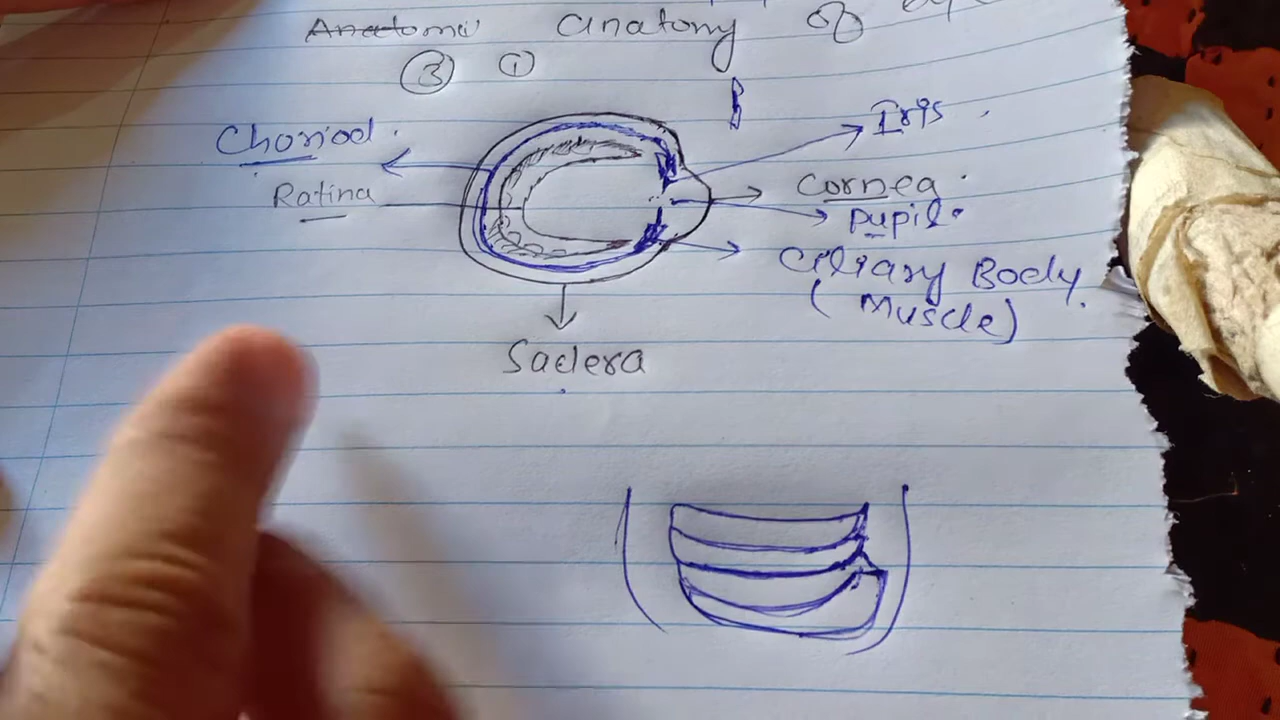 Anatomi anatomy of
③ ①
Choriod.
Iris
Ratina
Cornea.
Pupil.
Ciliary Body.
(Muscle)
Saclera